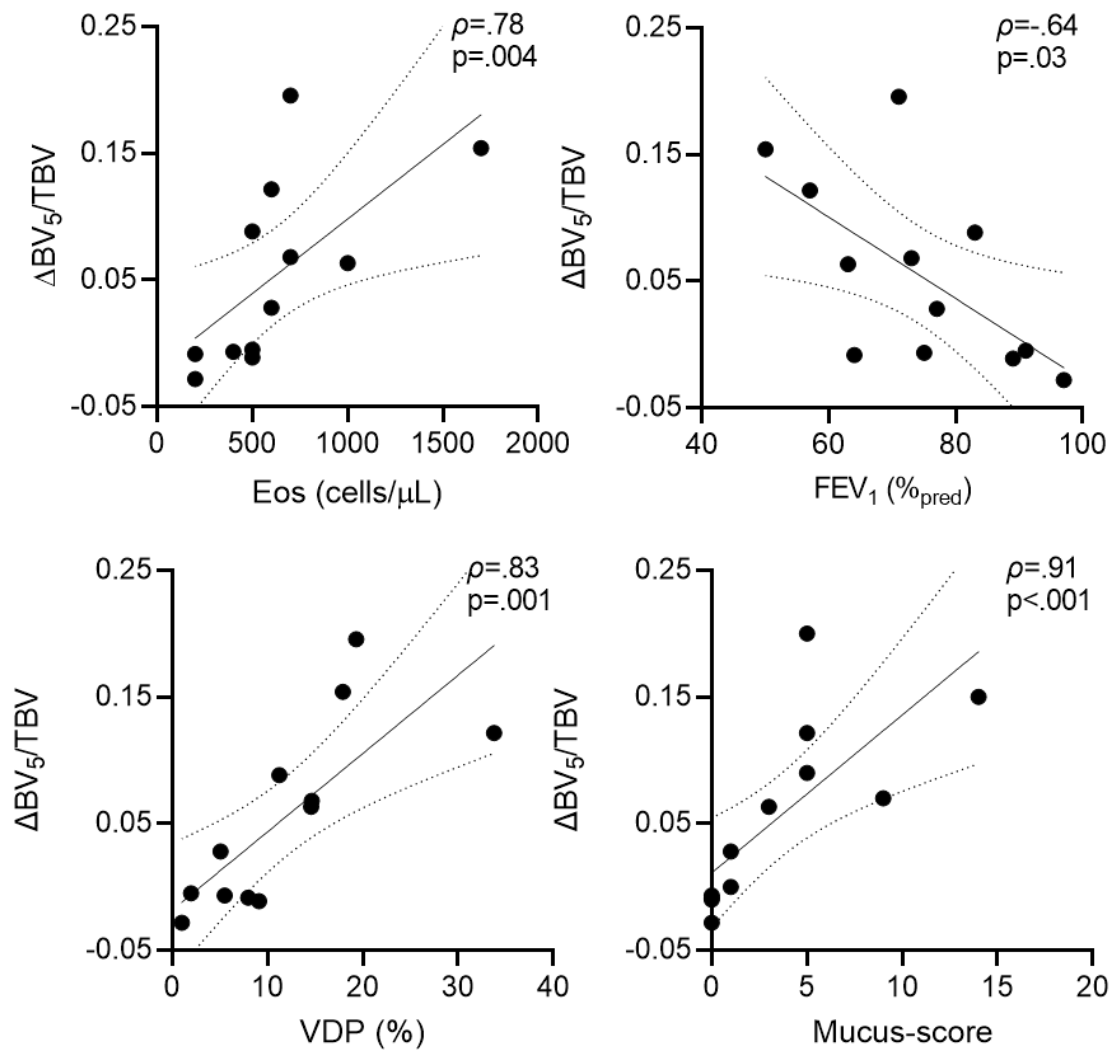 ρ=.78
p=.004
0.25
0.15
0.05
-0.05
ΔBV5/TBV
0 500 1000 1500 2000
Eos (cells/μL)
ρ=-.64
p=.03
0.25
0.15
0.05
-0.05
ΔBV5/TBV
40 60 80 100
FEV1 (%pred)
ρ=.83
p=.001
0.25
0.15
0.05
-0.05
ΔBV5/TBV
0 10 20 30 40
VDP (%)
ρ=.91
p<.001
0.25
0.15
0.05
-0.05
ΔBV5/TBV
0 5 10 15 20
Mucus-score